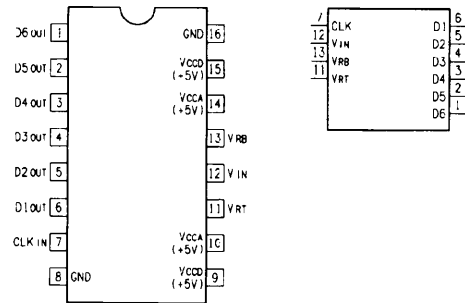 D6 OUT 1
D5 OUT 2
D4 OUT 3
D3 OUT 4
D2 OUT 5
D1 OUT 6
CLK IN 7
8 GND
GND 16
VCCD (+5V) 15
VCCA (+5V) 14
13 VRB
12 VIN
11 VRT
VCCA (+5V) 10
VCCD (+5V) 9
7 CLK
12 VIN
13 VRB
11 VRT
D1 6
D2 5
D3 4
D4 3
D5 2
D6 1